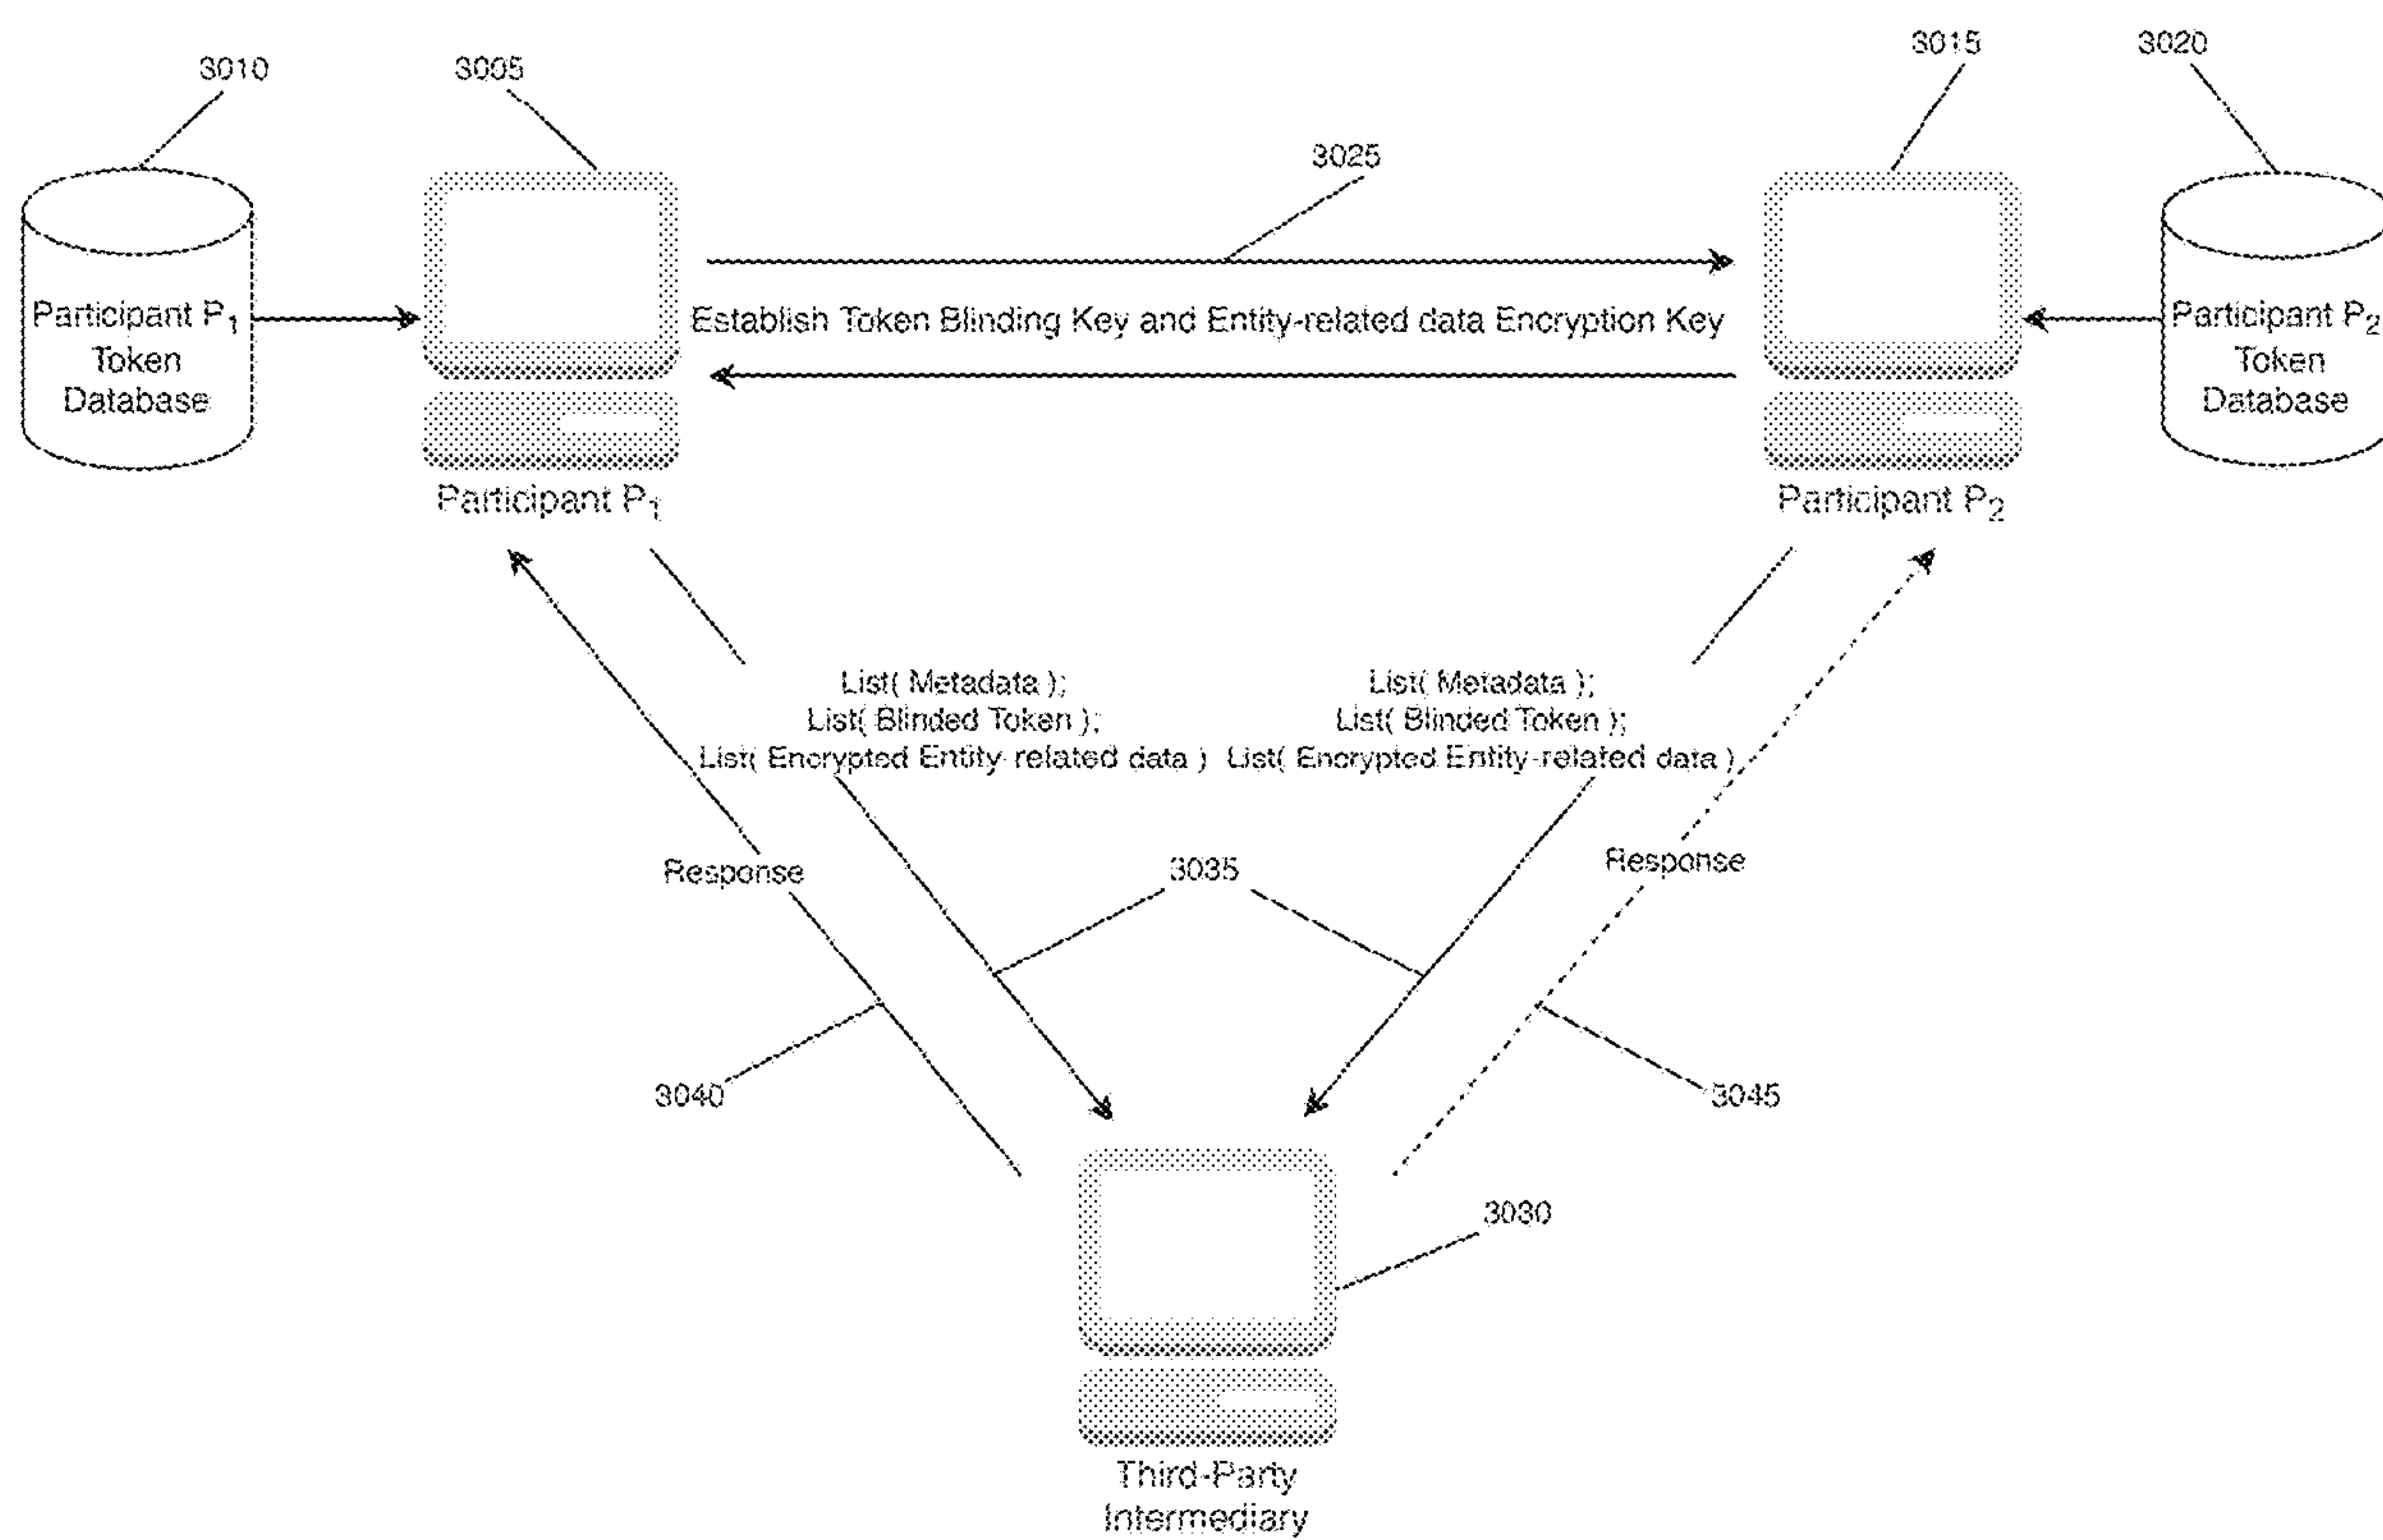 3010
3005
3015
3020
3025
Participant P1
Token
Database
Establish Token Blinding Key and Entity-related data Encryption Key
Participant P2
Token
Database
Participant P1
Participant P2
List( Metadata );
List( Blinded Token );
List( Encrypted Entity-related data )
List( Metadata );
List( Blinded Token );
List( Encrypted Entity-related data )
Response
3035
Response
3040
3045
3030
Third-Party
Intermediary